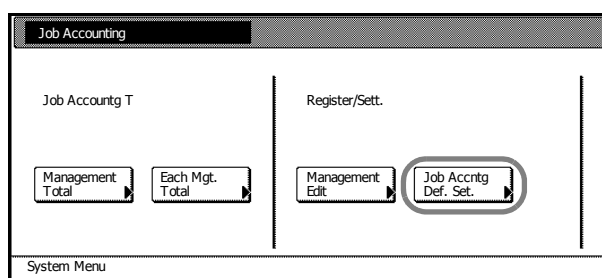 Job Accounting
Job Accountg T
Register/Sett.
Management
Total
Each Mgt.
Total
Management
Edit
Job Accntg
Def. Set.
System Menu